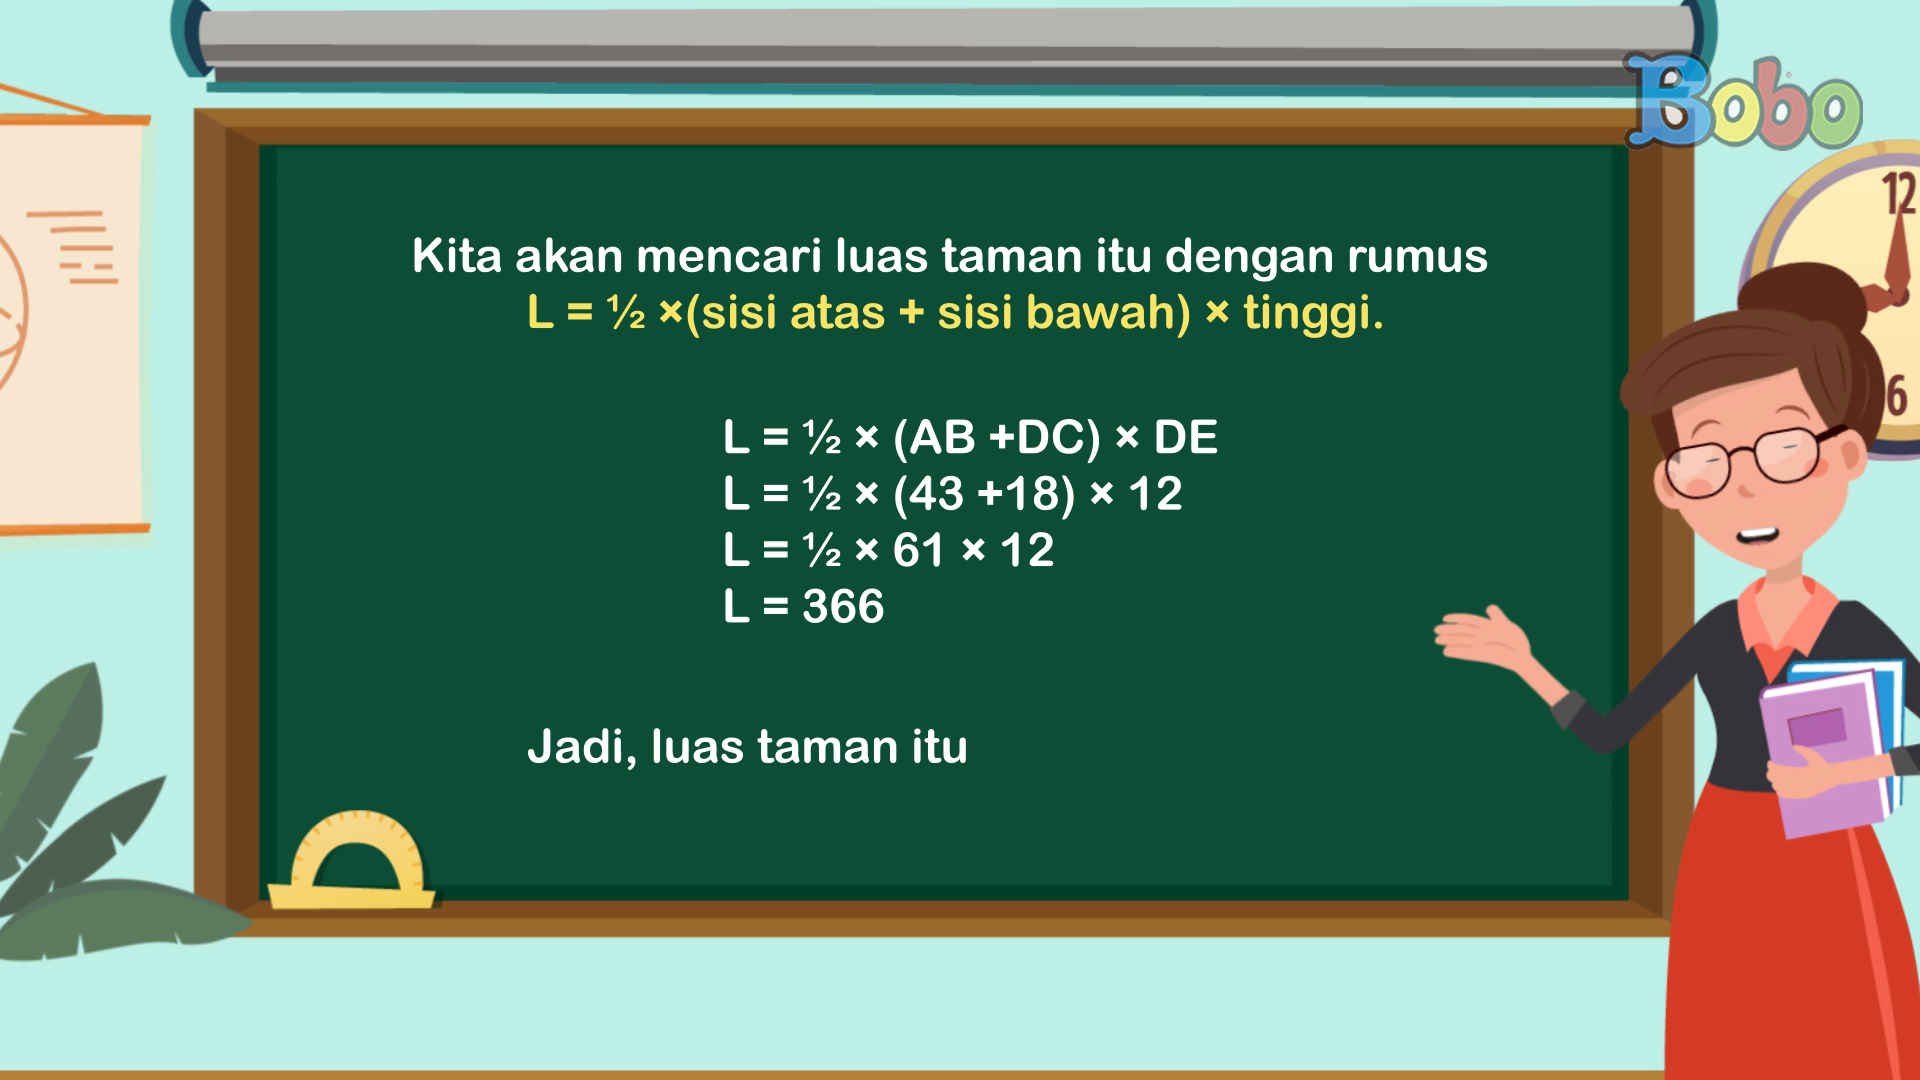 Bobo
12
6
Kita akan mencari luas taman itu dengan rumus
L = ½ ×(sisi atas + sisi bawah) × tinggi.
L = ½ × (AB +DC) × DE
L = ½ × (43 +18) × 12
L = ½ × 61 × 12
L = 366
Jadi, luas taman itu